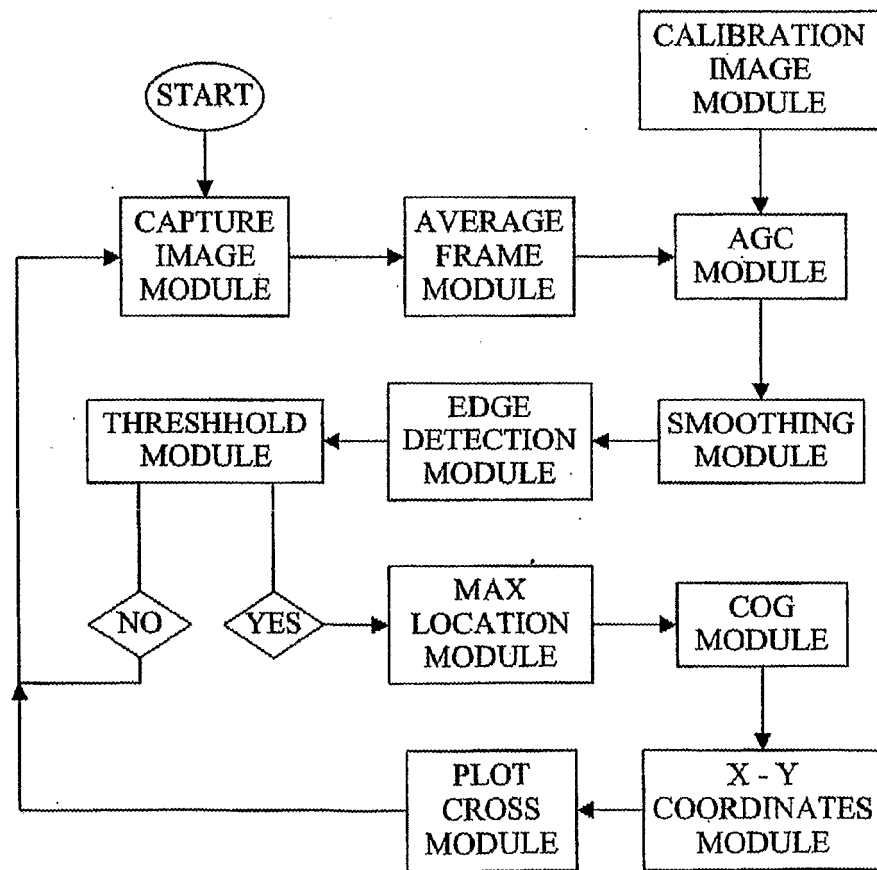 CALIBRATION
IMAGE
MODULE
START
CAPTURE
IMAGE
MODULE
AVERAGE
FRAME
MODULE
AGC
MODULE
THRESHHOLD
MODULE
EDGE
DETECTION
MODULE
SMOOTHING
MODULE
NO
YES
MAX
LOCATION
MODULE
COG
MODULE
PLOT
CROSS
MODULE
X - Y
COORDINATES
MODULE